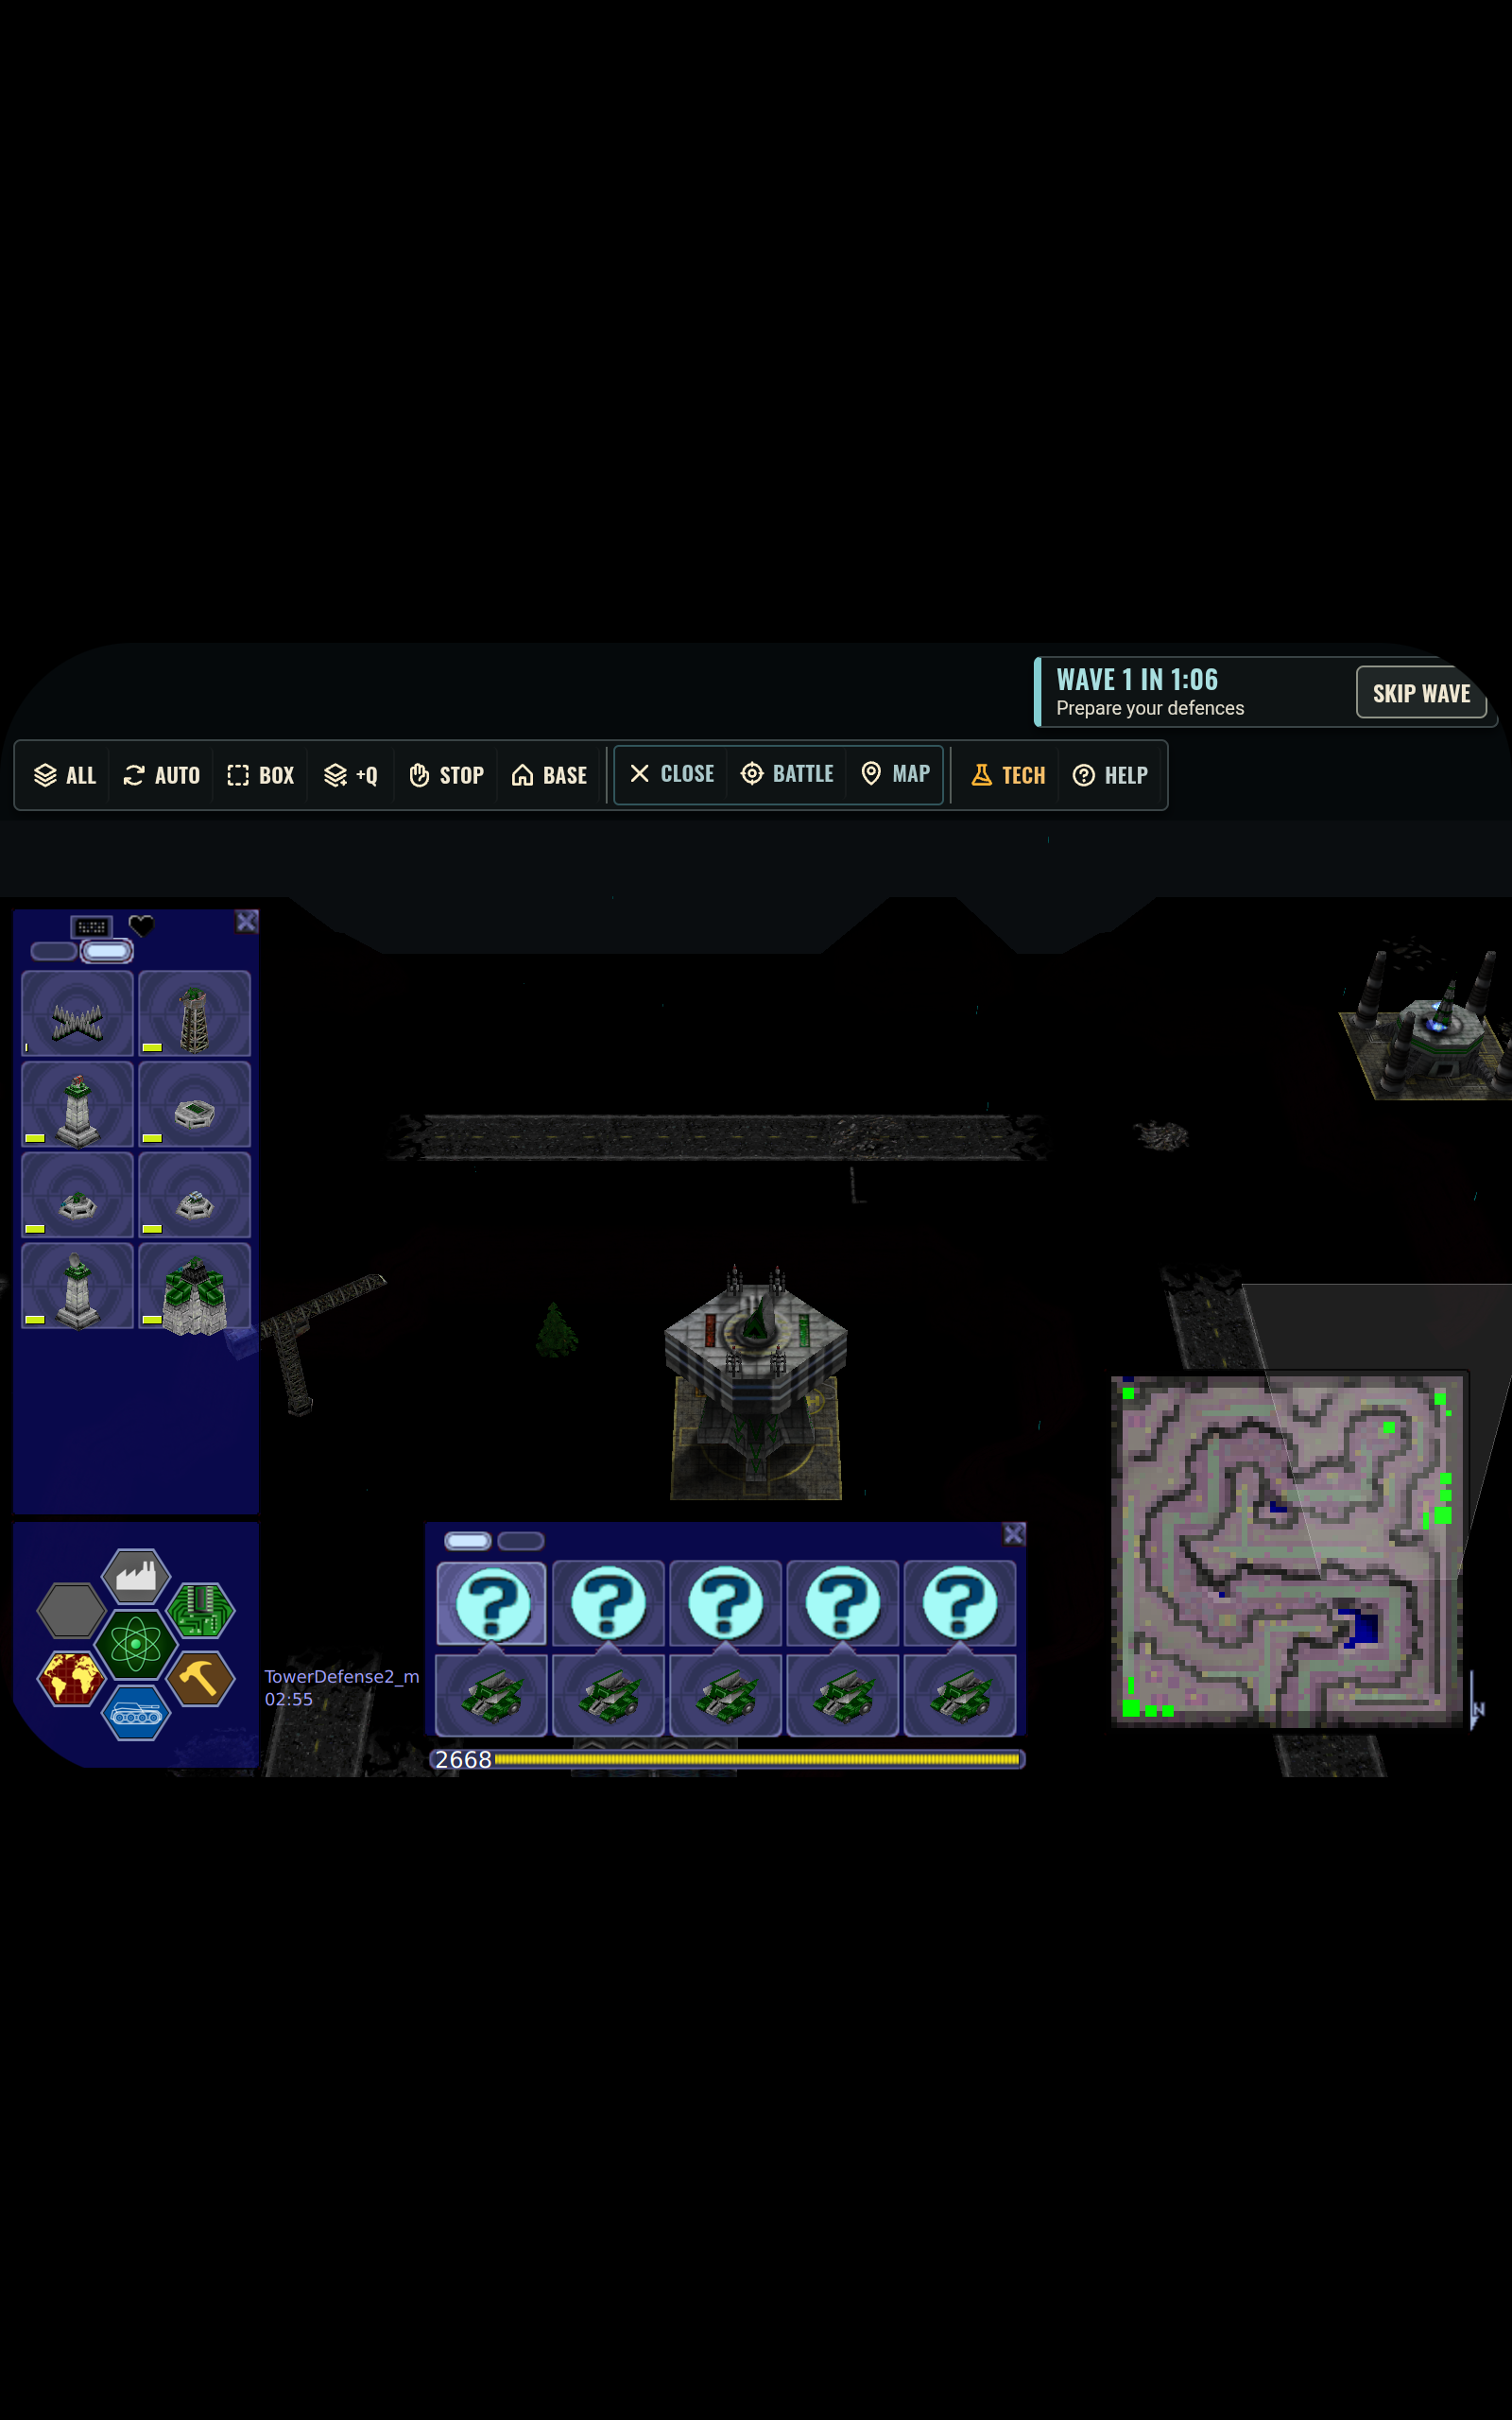 WAVE 1 IN 1:06
Prepare your defences
SKIP WAVE
ALL AUTO BOX +Q STOP BASE CLOSE BATTLE MAP TECH HELP
TowerDefense2_m
02:55
? ? ? ? ?
N
2668